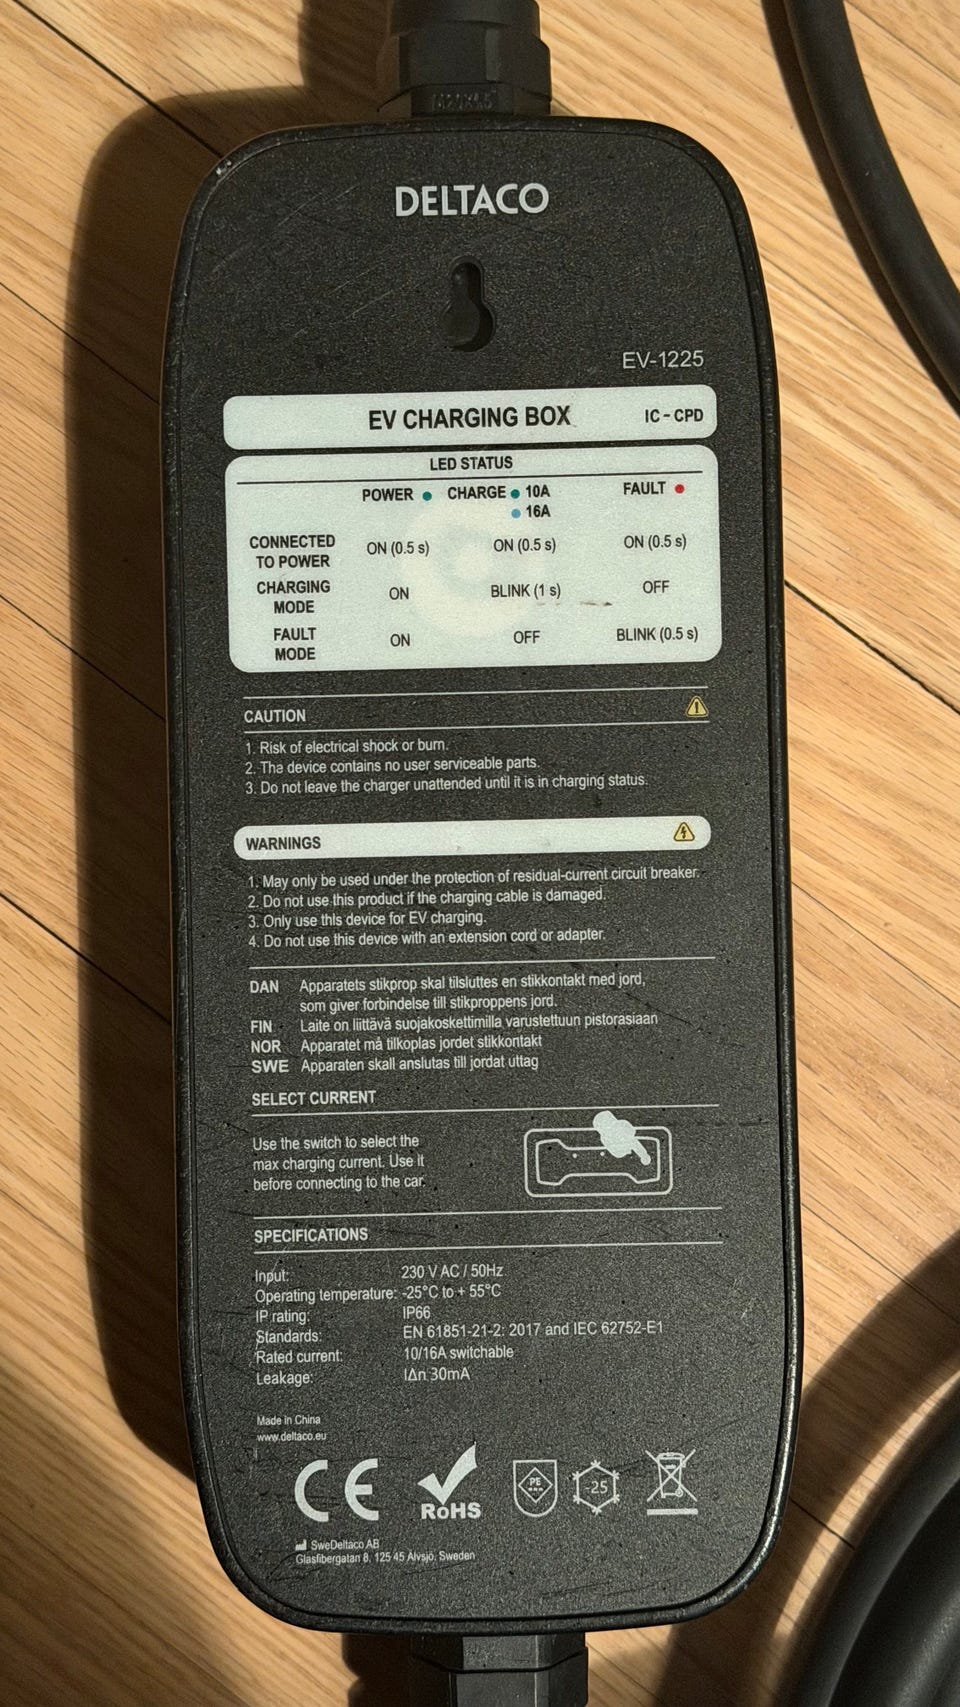 M20X1.5
DELTACO
EV-1225
EV CHARGING BOX IC - CPD
LED STATUS
POWER CHARGE 10A FAULT
16A
CONNECTED TO POWER ON (0.5 s) ON (0.5 s) ON (0.5 s)
CHARGING MODE ON BLINK (1 s) OFF
FAULT MODE ON OFF BLINK (0.5 s)
CAUTION
1. Risk of electrical shock or burn.
2. Tha device contains no user serviceable parts.
3. Do not leave the charger unattended until it is in charging status.
WARNINGS
1. May only be used under the protection of residual-current circuit breaker.
2. Do not use this product if the charging cable is damaged.
3. Only use this device for EV charging.
4. Do not use this device with an extension cord or adapter.
DAN Apparatets stikprop skal tilsluttes en stikkontakt med jord,
som giver forbindelse till stikproppens jord.
FIN Laite on liittävä suojakoskettimilla varustettuun pistorasiaan
NOR Apparatet må tilkoplas jordet stikkontakt
SWE Apparaten skall anslutas till jordat uttag
SELECT CURRENT
Use the switch to select the
max charging current. Use it
before connecting to the car.
SPECIFICATIONS
Input: 230 V AC / 50Hz
Operating temperature: -25°C to + 55°C
IP rating: IP66
Standards: EN 61851-21-2: 2017 and IEC 62752-E1
Rated current: 10/16A switchable
Leakage: IΔn 30mA
Made in China
www.deltaco.eu
CE RoHS PE -25
SweDeltaco AB
Glasfibergatan 8, 125 45 Älvsjö, Sweden